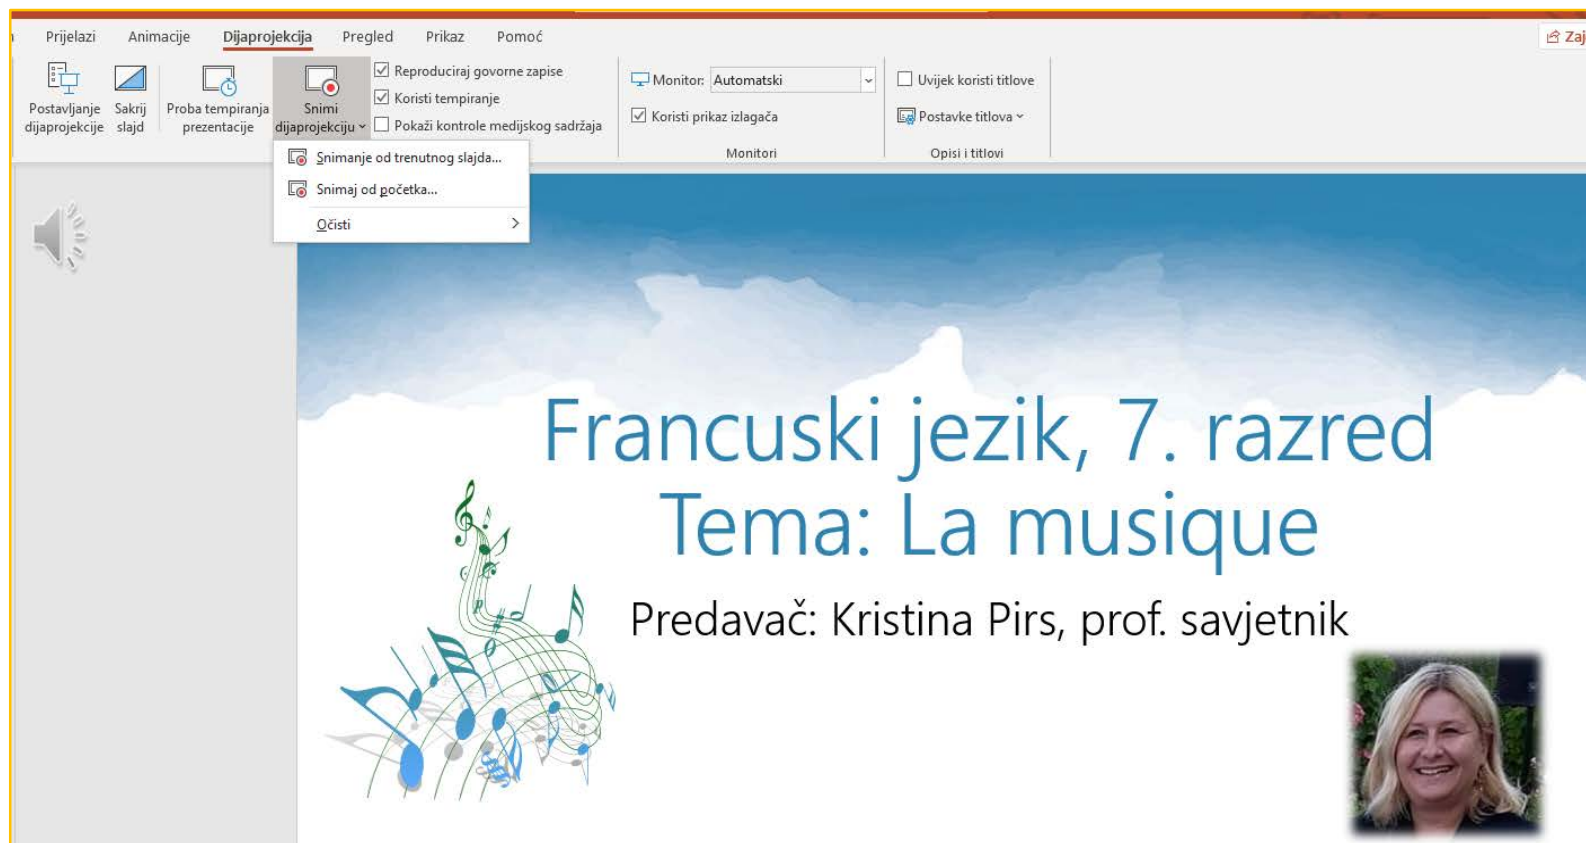 Prijelazi Animacije Dijaprojekcija Pregled Prikaz Pomoć
Postavljanje dijaprojekcije
Sakrij slajd
Proba tempiranja prezentacije
Snimi dijaprojekciju
Reproduciraj govorne zapise
Koristi tempiranje
Pokaži kontrole medijskog sadržaja
Monitor: Automatski
Koristi prikaz izlagača
Monitori
Uvijek koristi titlove
Postavke titlova
Opisi i titlovi
Snimanje od trenutnog slajda...
Snimaj od početka...
Očisti
Francuski jezik, 7. razred
Tema: La musique
Predavač: Kristina Pirs, prof. savjetnik